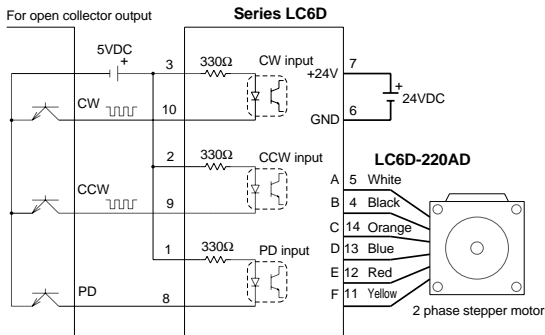 For open collector output
Series LC6D
5VDC
+
3
330Ω
CW input
+24V
7
+
24VDC
CW
10
GND
6
2
330Ω
CCW input
LC6D-220AD
A 5 White
B 4 Black
CCW
9
C 14 Orange
D 13 Blue
1
330Ω
PD input
E 12 Red
F 11 Yellow
PD
8
2 phase stepper motor